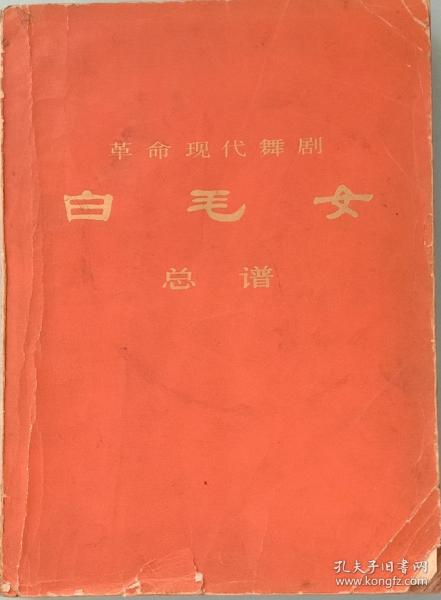 革命现代舞剧
白毛女
总谱
孔夫子旧书网
kongfz.com